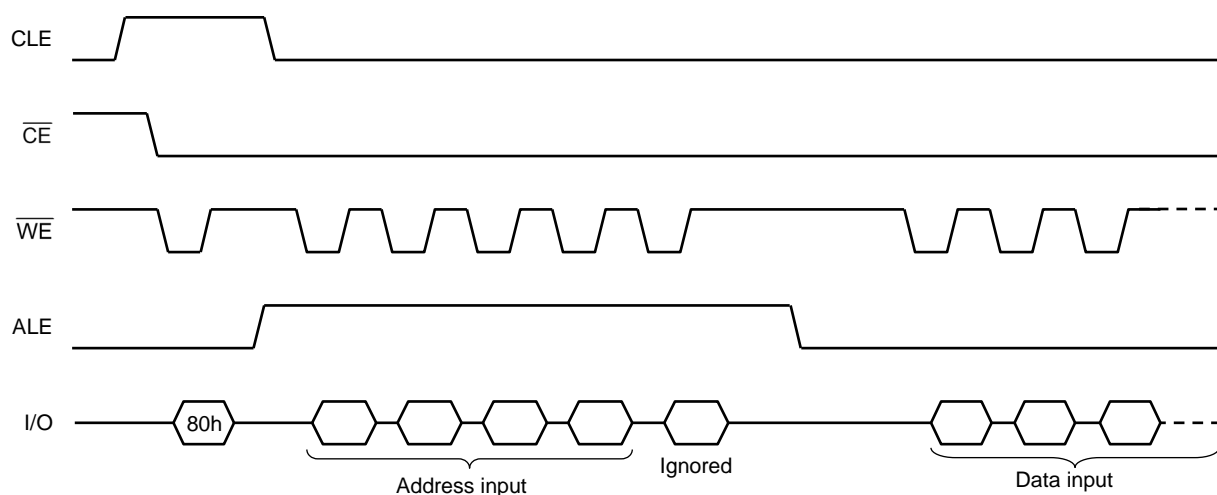 CLE
CE
WE
ALE
I/O
80h
Address input
Ignored
Data input